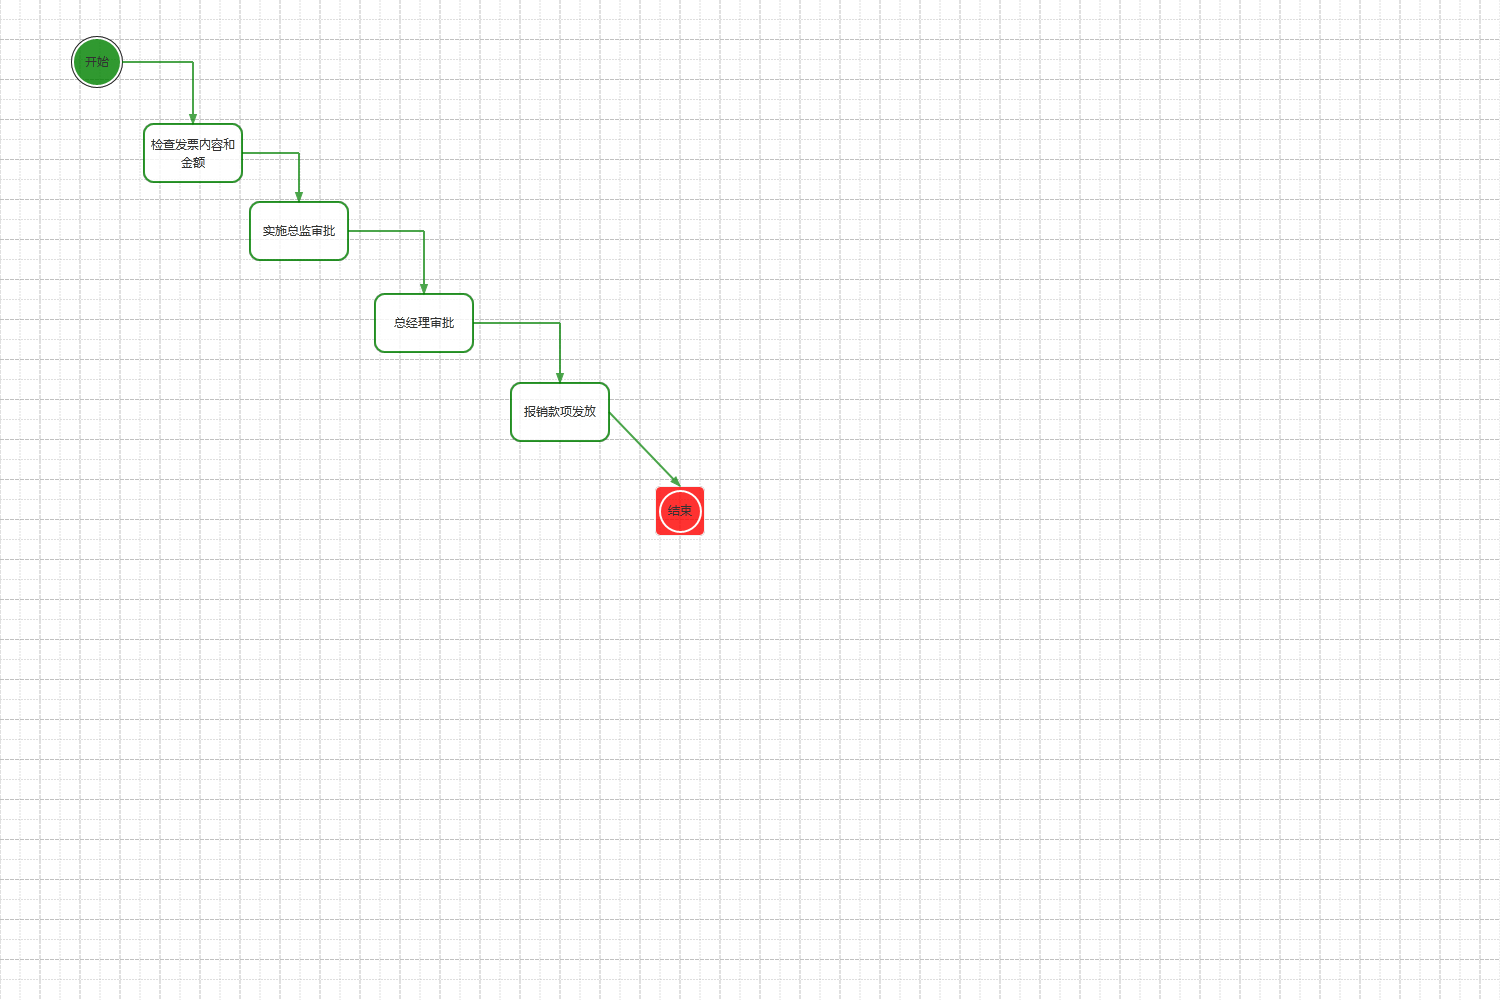 开始
检查发票内容和
金额
实施总监审批
总经理审批
报销款项发放
结束